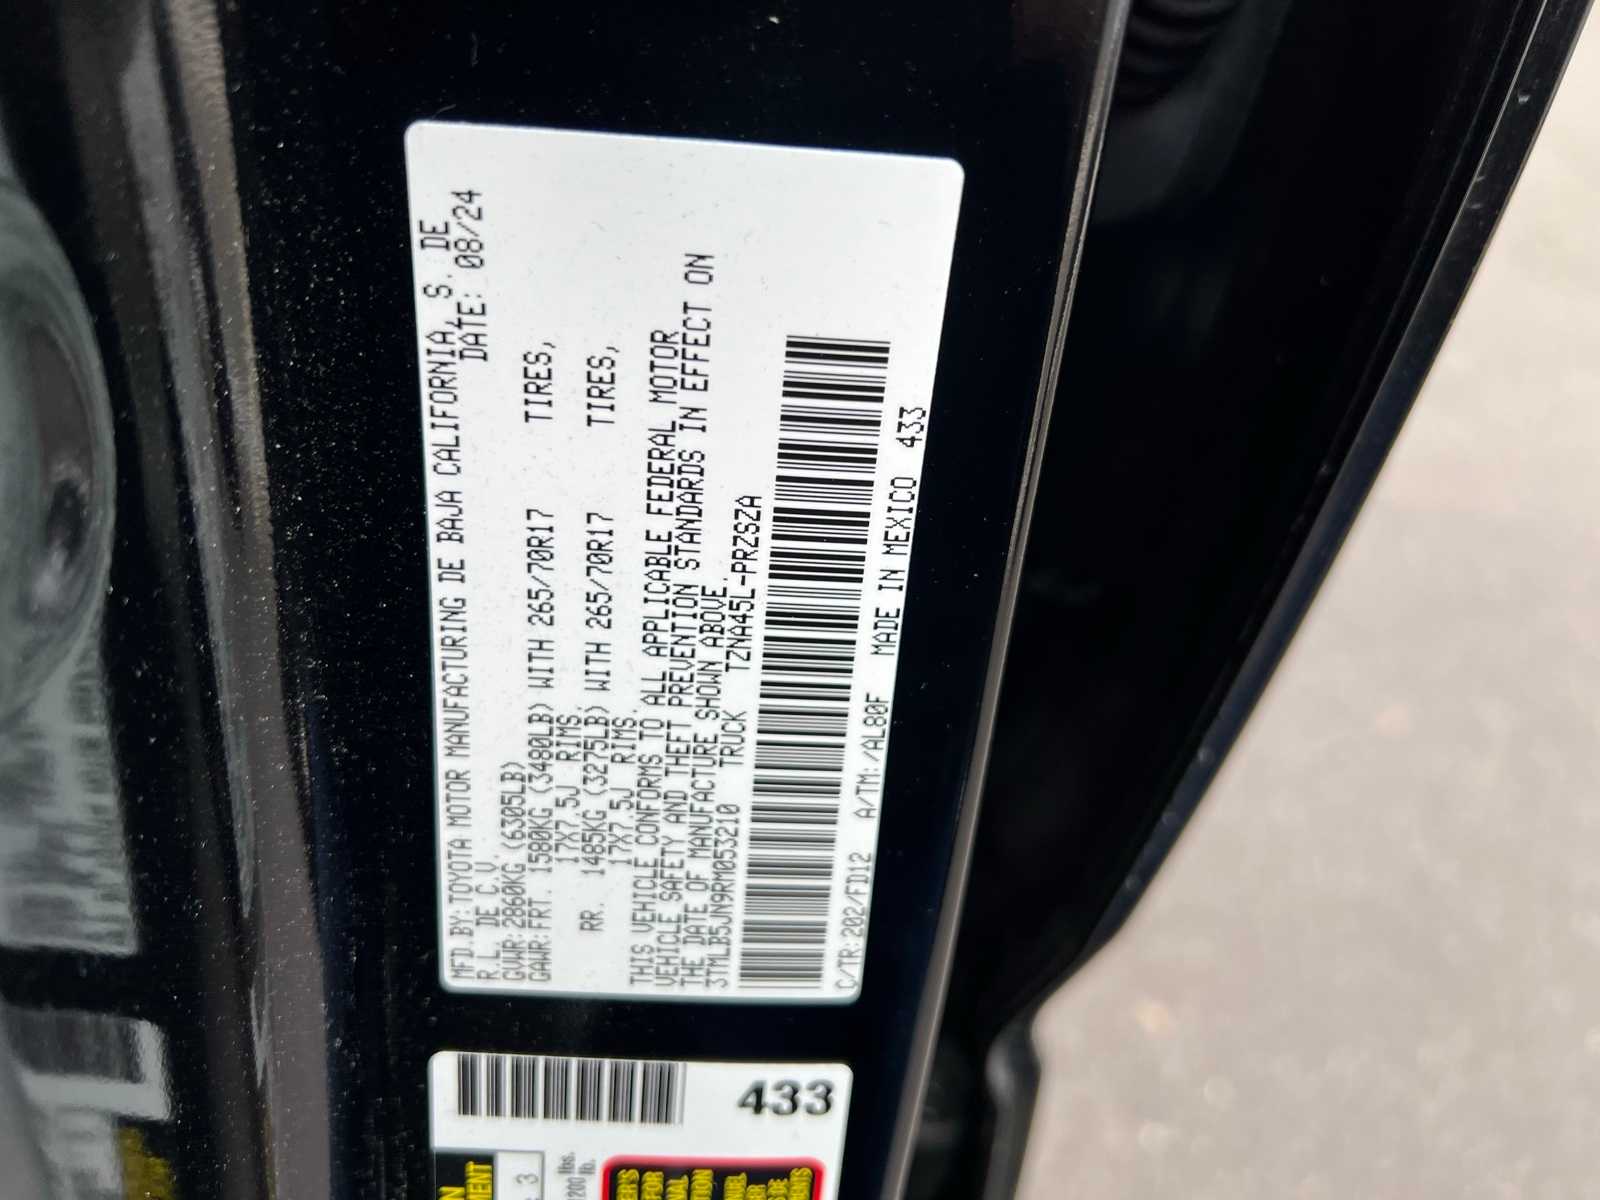 MFD.BY:TOYOTA MOTOR MANUFACTURING DE BAJA CALIFORNIA, S. DE
R.L. DE C.V. DATE: 08/24
GVWR:2860KG (6305LB)
GAWR:FRT. 1580KG (3480LB) WITH 265/70R17 TIRES,
17X7.5J RIMS.
RR. 1485KG (3275LB) WITH 265/70R17 TIRES,
17X7.5J RIMS.
THIS VEHICLE CONFORMS TO ALL APPLICABLE FEDERAL MOTOR
VEHICLE SAFETY AND THEFT PREVENTION STANDARDS IN EFFECT ON
THE DATE OF MANUFACTURE SHOWN ABOVE.
3TMLB5JN9RM053210 TRUCK TZNA45L-PRZSZA
C/TR:202/FD12 A/TM:/AL80F MADE IN MEXICO 433
433
3
lbs.
lb.